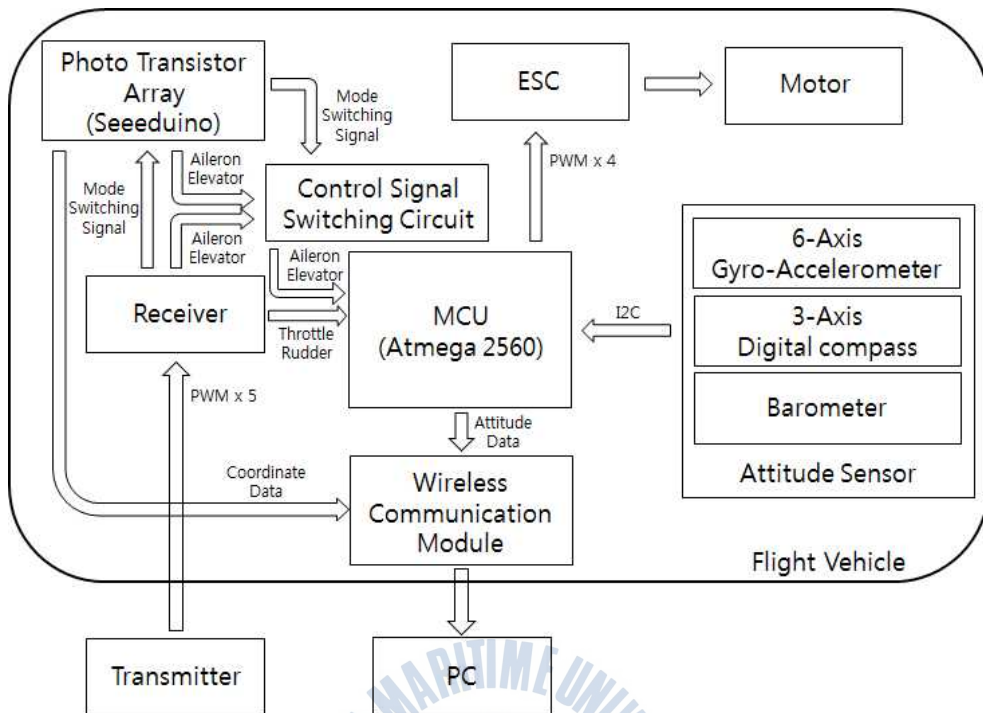 Photo Transistor
Array
(Seeeduino)
Mode
Switching
Signal
ESC
Motor
Aileron
Elevator
Mode
Switching
Signal
PWM x 4
Control Signal
Switching Circuit
Aileron
Elevator
Aileron
Elevator
Receiver
Throttle
Rudder
MCU
(Atmega 2560)
I2C
6-Axis
Gyro-Accelerometer
3-Axis
Digital compass
Barometer
Attitude Sensor
PWM x 5
Attitude
Data
Coordinate
Data
Wireless
Communication
Module
Flight Vehicle
Transmitter
PC
MARITIME